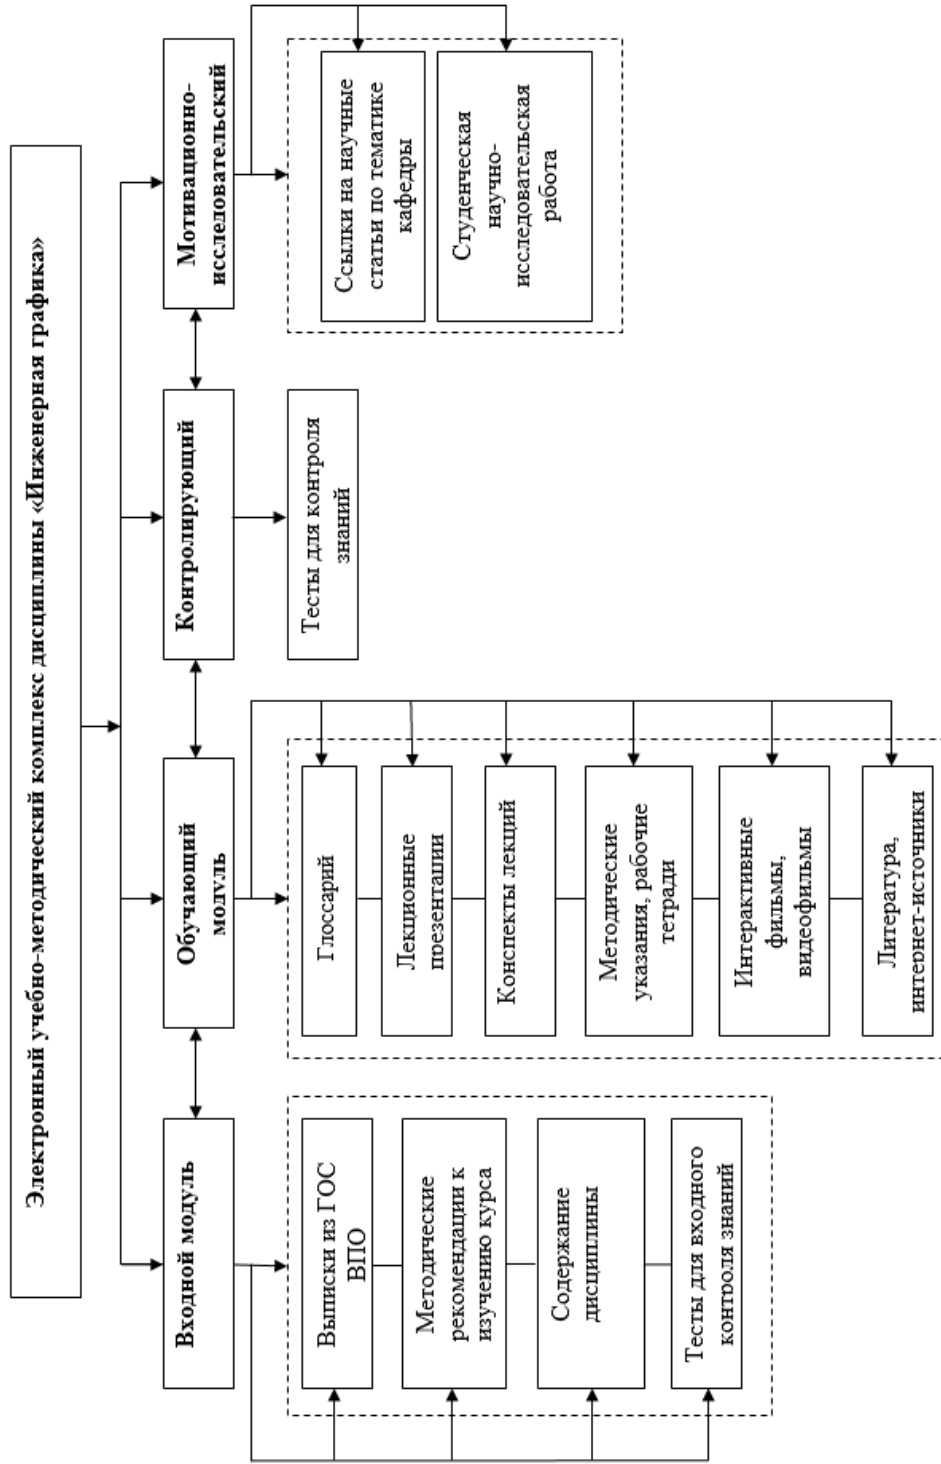 Электронный учебно-методический комплекс дисциплины «Инженерная графика»
Входной модуль
Выписки из ГОС
ВПО
Методические
рекомендации к
изучению курса
Содержание
дисциплины
Тесты для входного
контроля знаний
Обучающий
модуль
Глоссарий
Лекционные
презентации
Конспекты лекций
Методические
указания, рабочие
тетради
Интерактивные
фильмы,
видеофильмы
Литература,
интернет-источники
Контролирующий
Тесты для контроля
знаний
Мотивационно-
исследовательский
Ссылки на научные
статьи по тематике
кафедры
Студенческая
научно-
исследовательская
работа